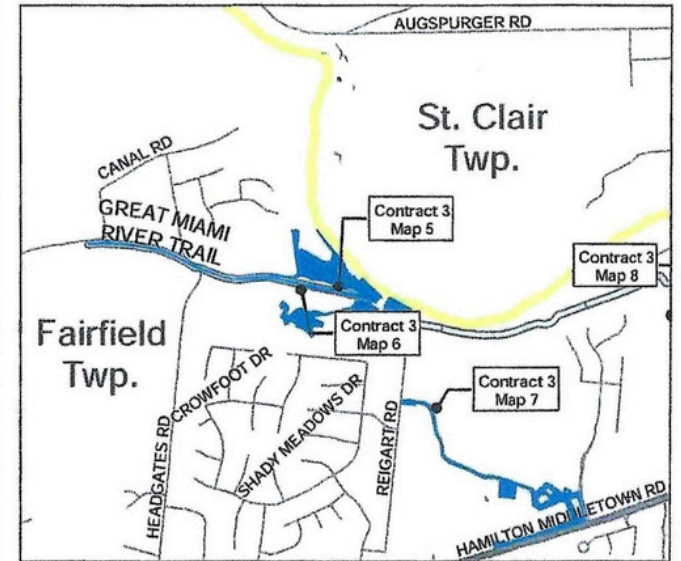 AUGSPURGER RD
St. Clair
Twp.
CANAL RD
GREAT MIAMI
RIVER TRAIL
Contract 3
Map 5
Contract 3
Map 8
Contract 3
Map 6
Fairfield
Twp.
CROWFOOT DR
SHADY MEADOWS DR
HEADGATES RD
REIGART RD
Contract 3
Map 7
HAMILTON MIDDLETOWN RD